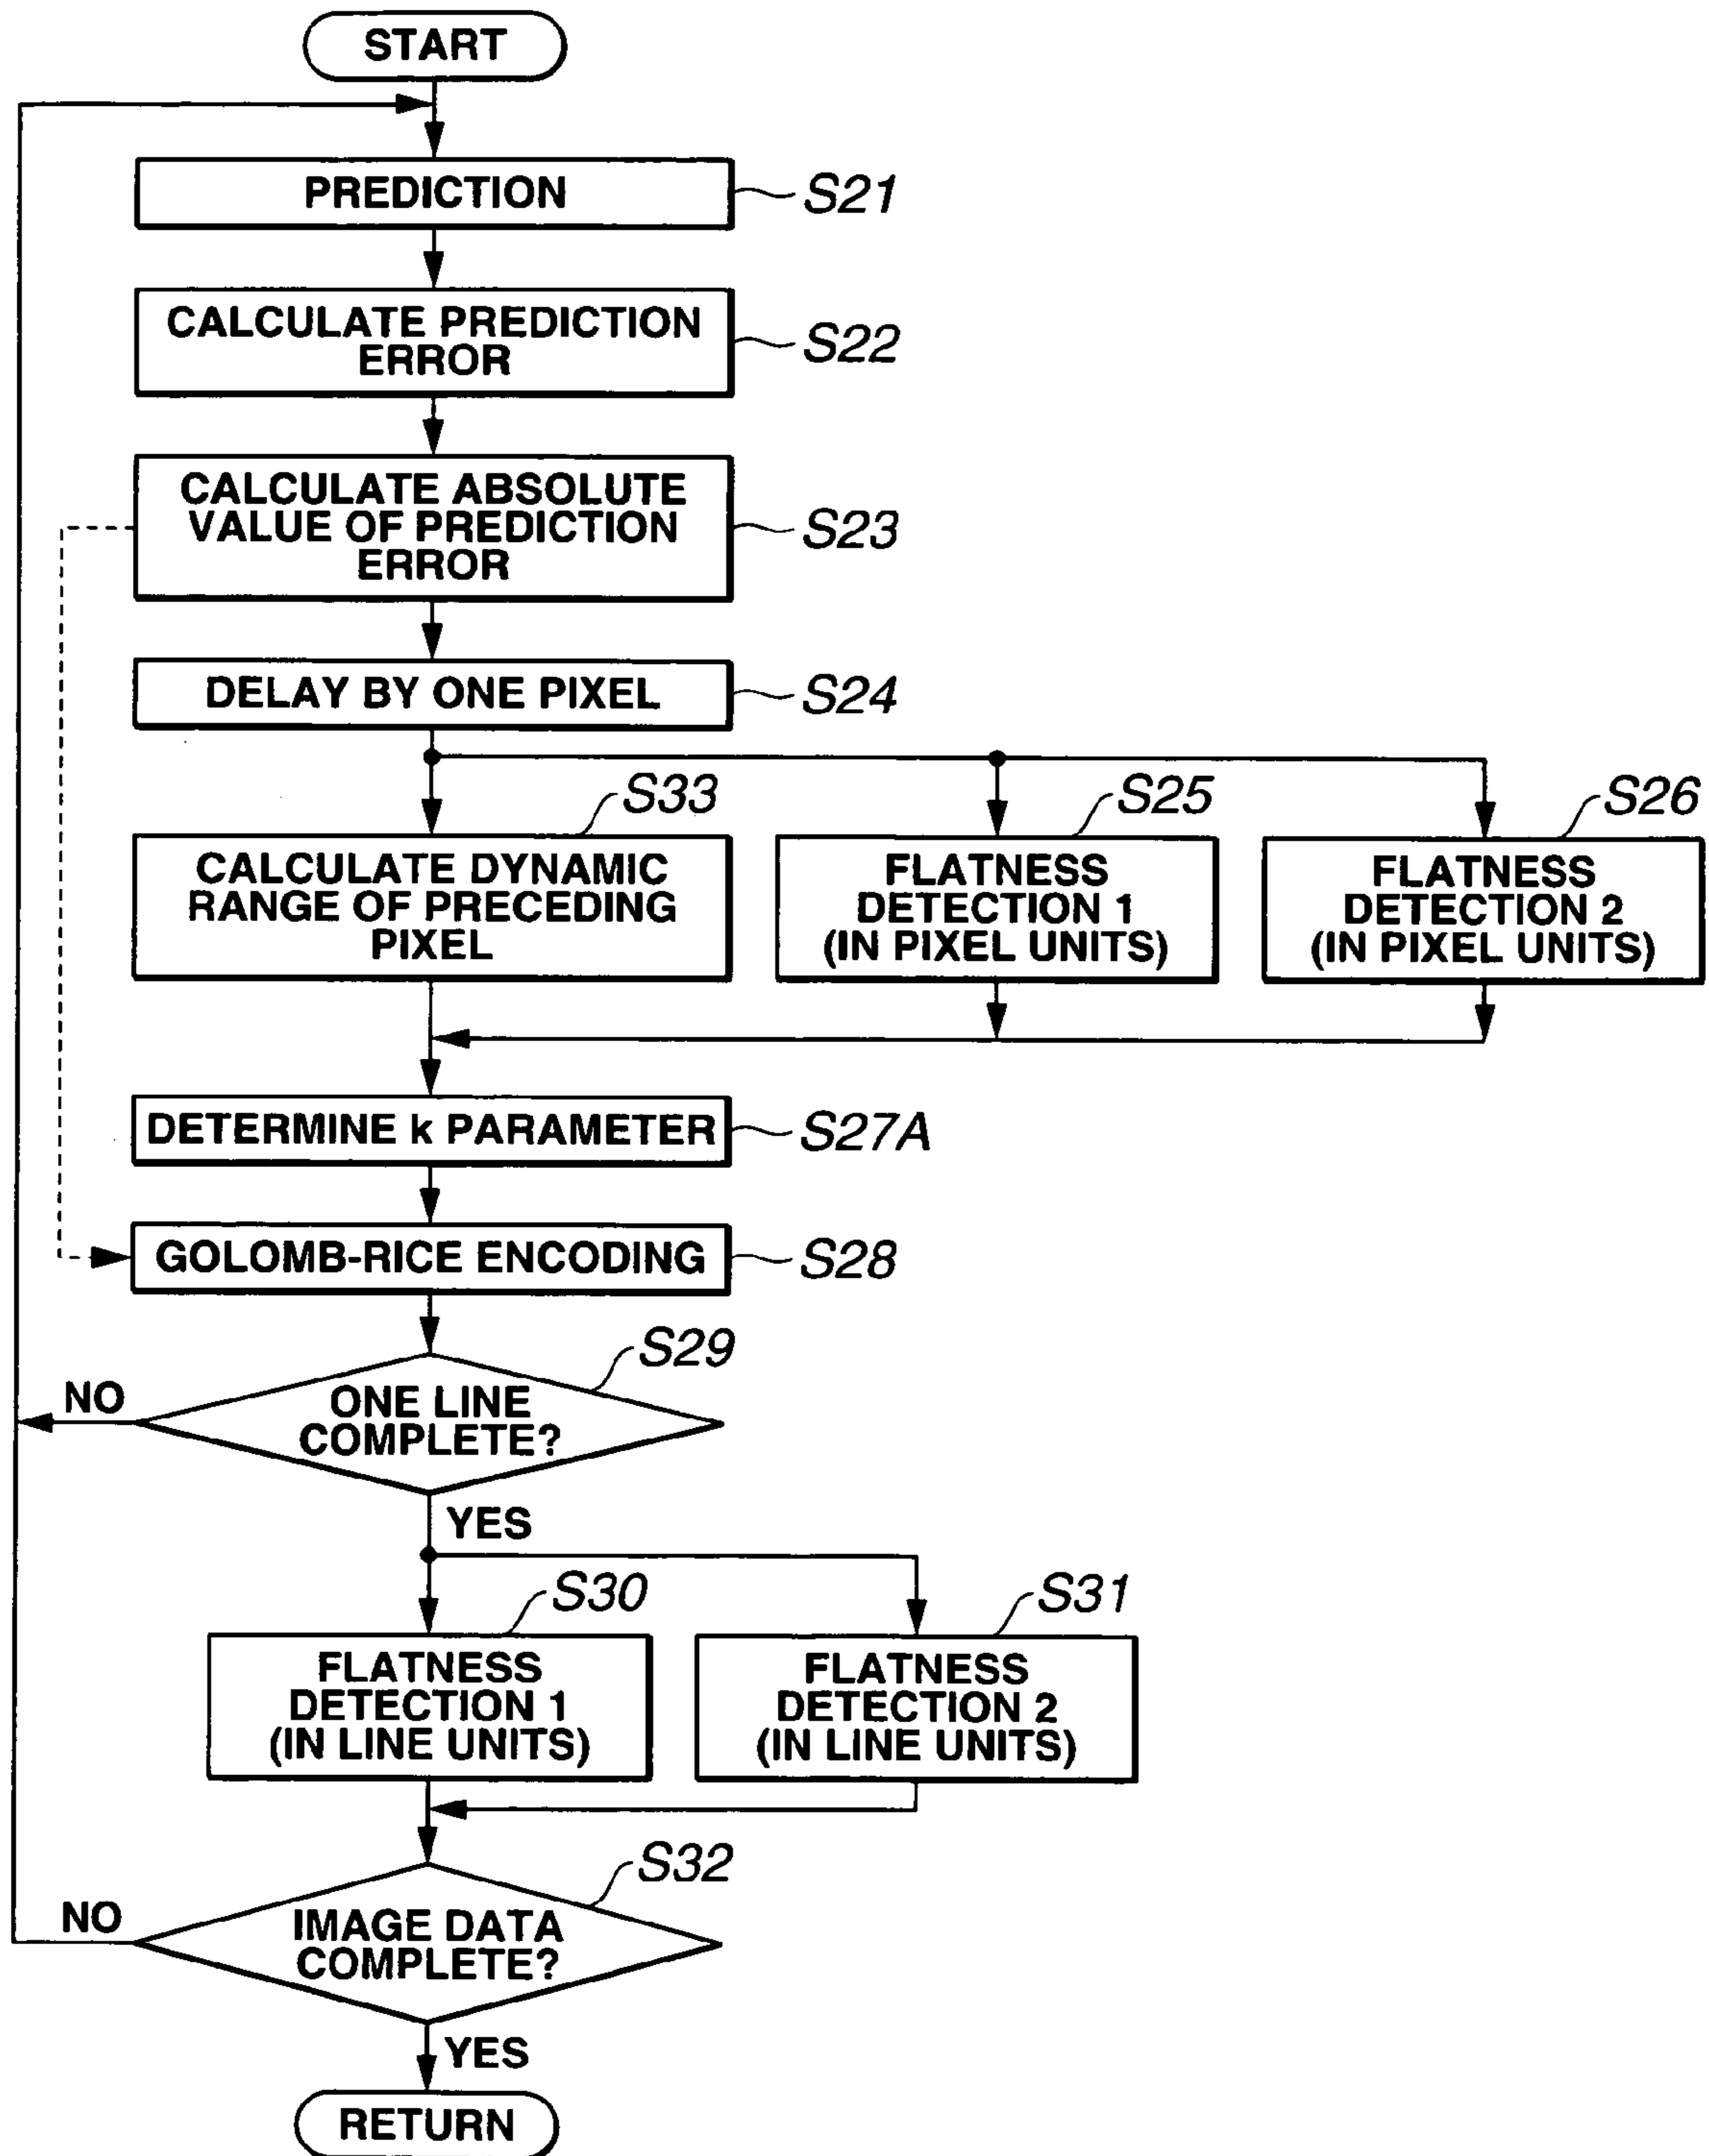 START
PREDICTION
S21
CALCULATE PREDICTION
ERROR
S22
CALCULATE ABSOLUTE
VALUE OF PREDICTION
ERROR
S23
DELAY BY ONE PIXEL
S24
S33
CALCULATE DYNAMIC
RANGE OF PRECEDING
PIXEL
S25
FLATNESS
DETECTION 1
(IN PIXEL UNITS)
S26
FLATNESS
DETECTION 2
(IN PIXEL UNITS)
DETERMINE k PARAMETER
S27A
GOLOMB-RICE ENCODING
S28
S29
ONE LINE
COMPLETE?
NO
YES
S30
FLATNESS
DETECTION 1
(IN LINE UNITS)
S31
FLATNESS
DETECTION 2
(IN LINE UNITS)
S32
IMAGE DATA
COMPLETE?
NO
YES
RETURN